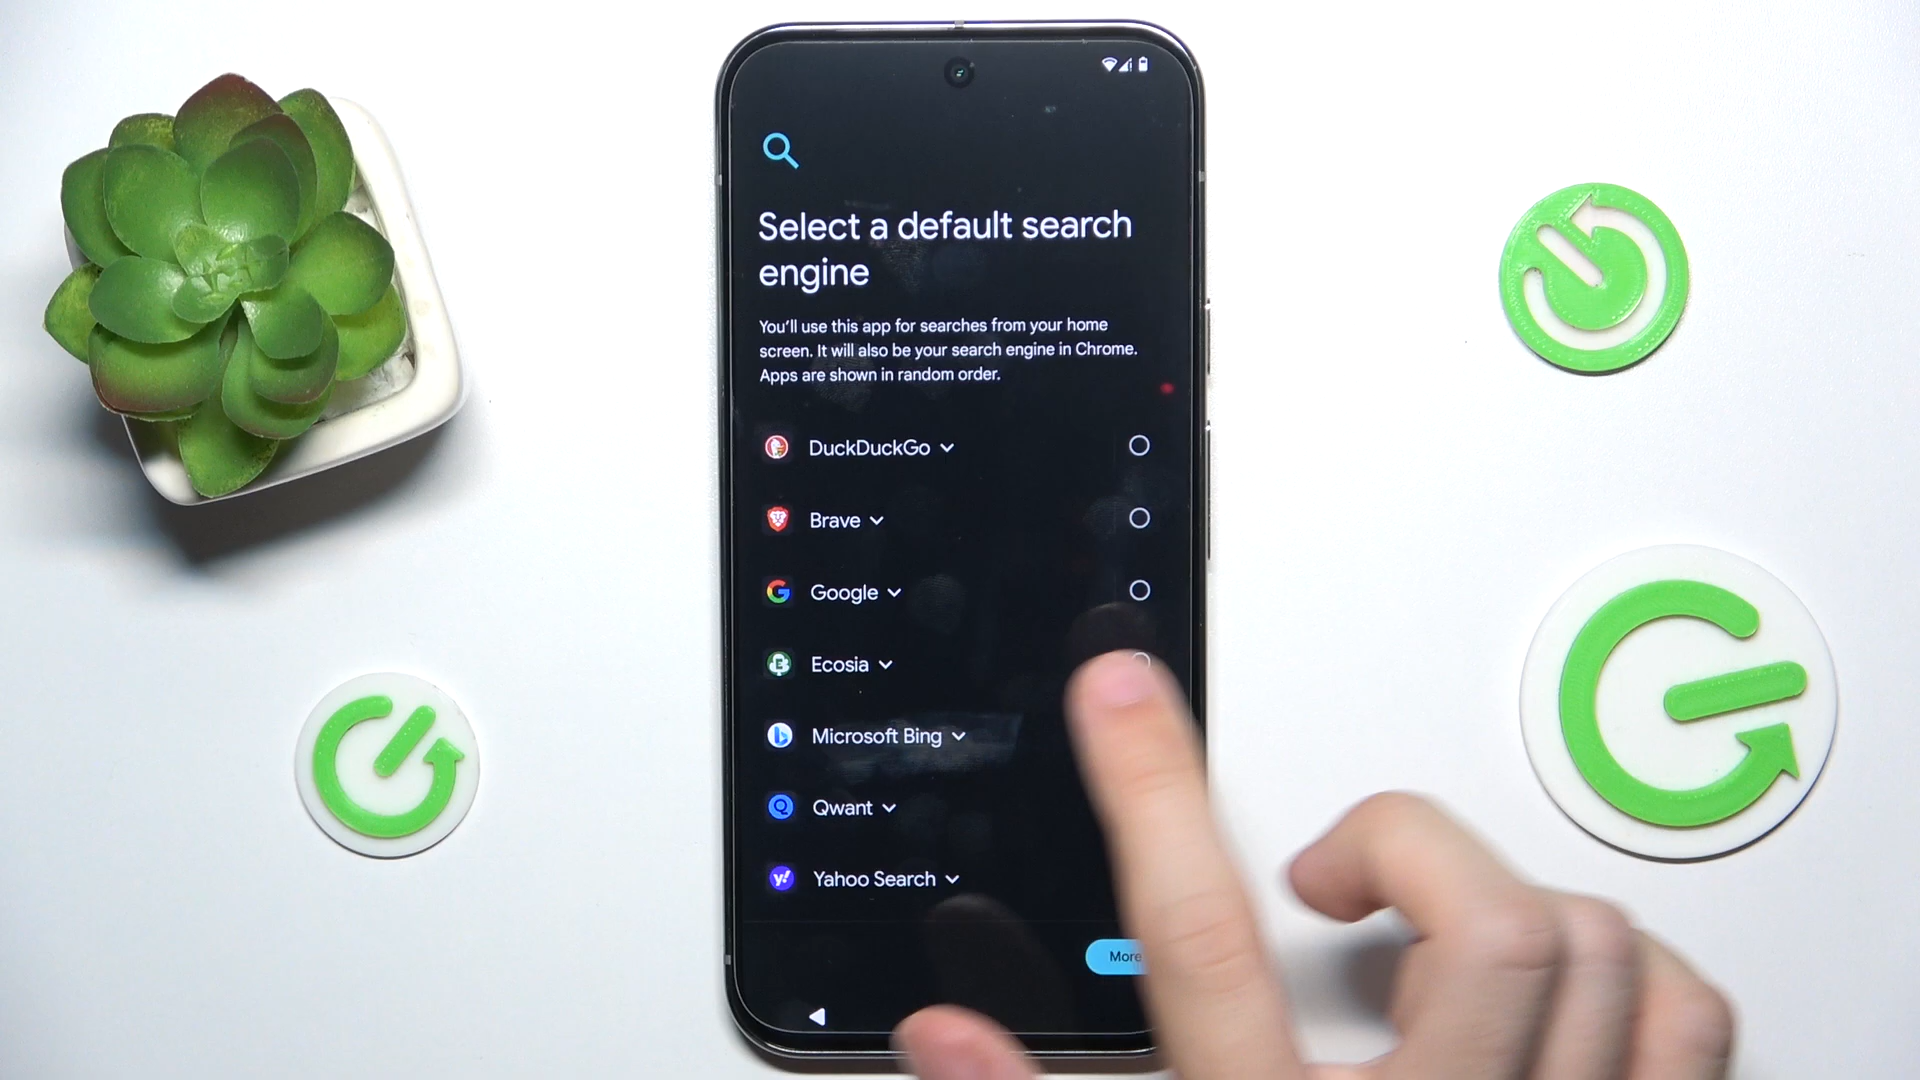 Select a default search
engine
You'll use this app for searches from your home
screen. It will also be your search engine in Chrome.
Apps are shown in random order.
DuckDuckGo
Brave
Google
Ecosia
Microsoft Bing
Qwant
Yahoo Search
More